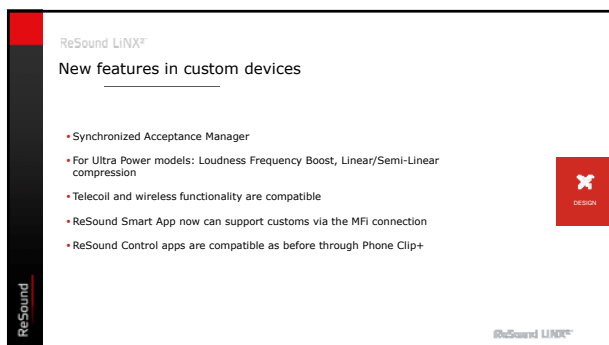 ReSound LiNX²™
New features in custom devices
• Synchronized Acceptance Manager
• For Ultra Power models: Loudness Frequency Boost, Linear/Semi-Linear
compression
• Telecoil and wireless functionality are compatible
• ReSound Smart App now can support customs via the MFi connection
• ReSound Control apps are compatible as before through Phone Clip+
DESIGN
ReSound
ReSound LiNX²™